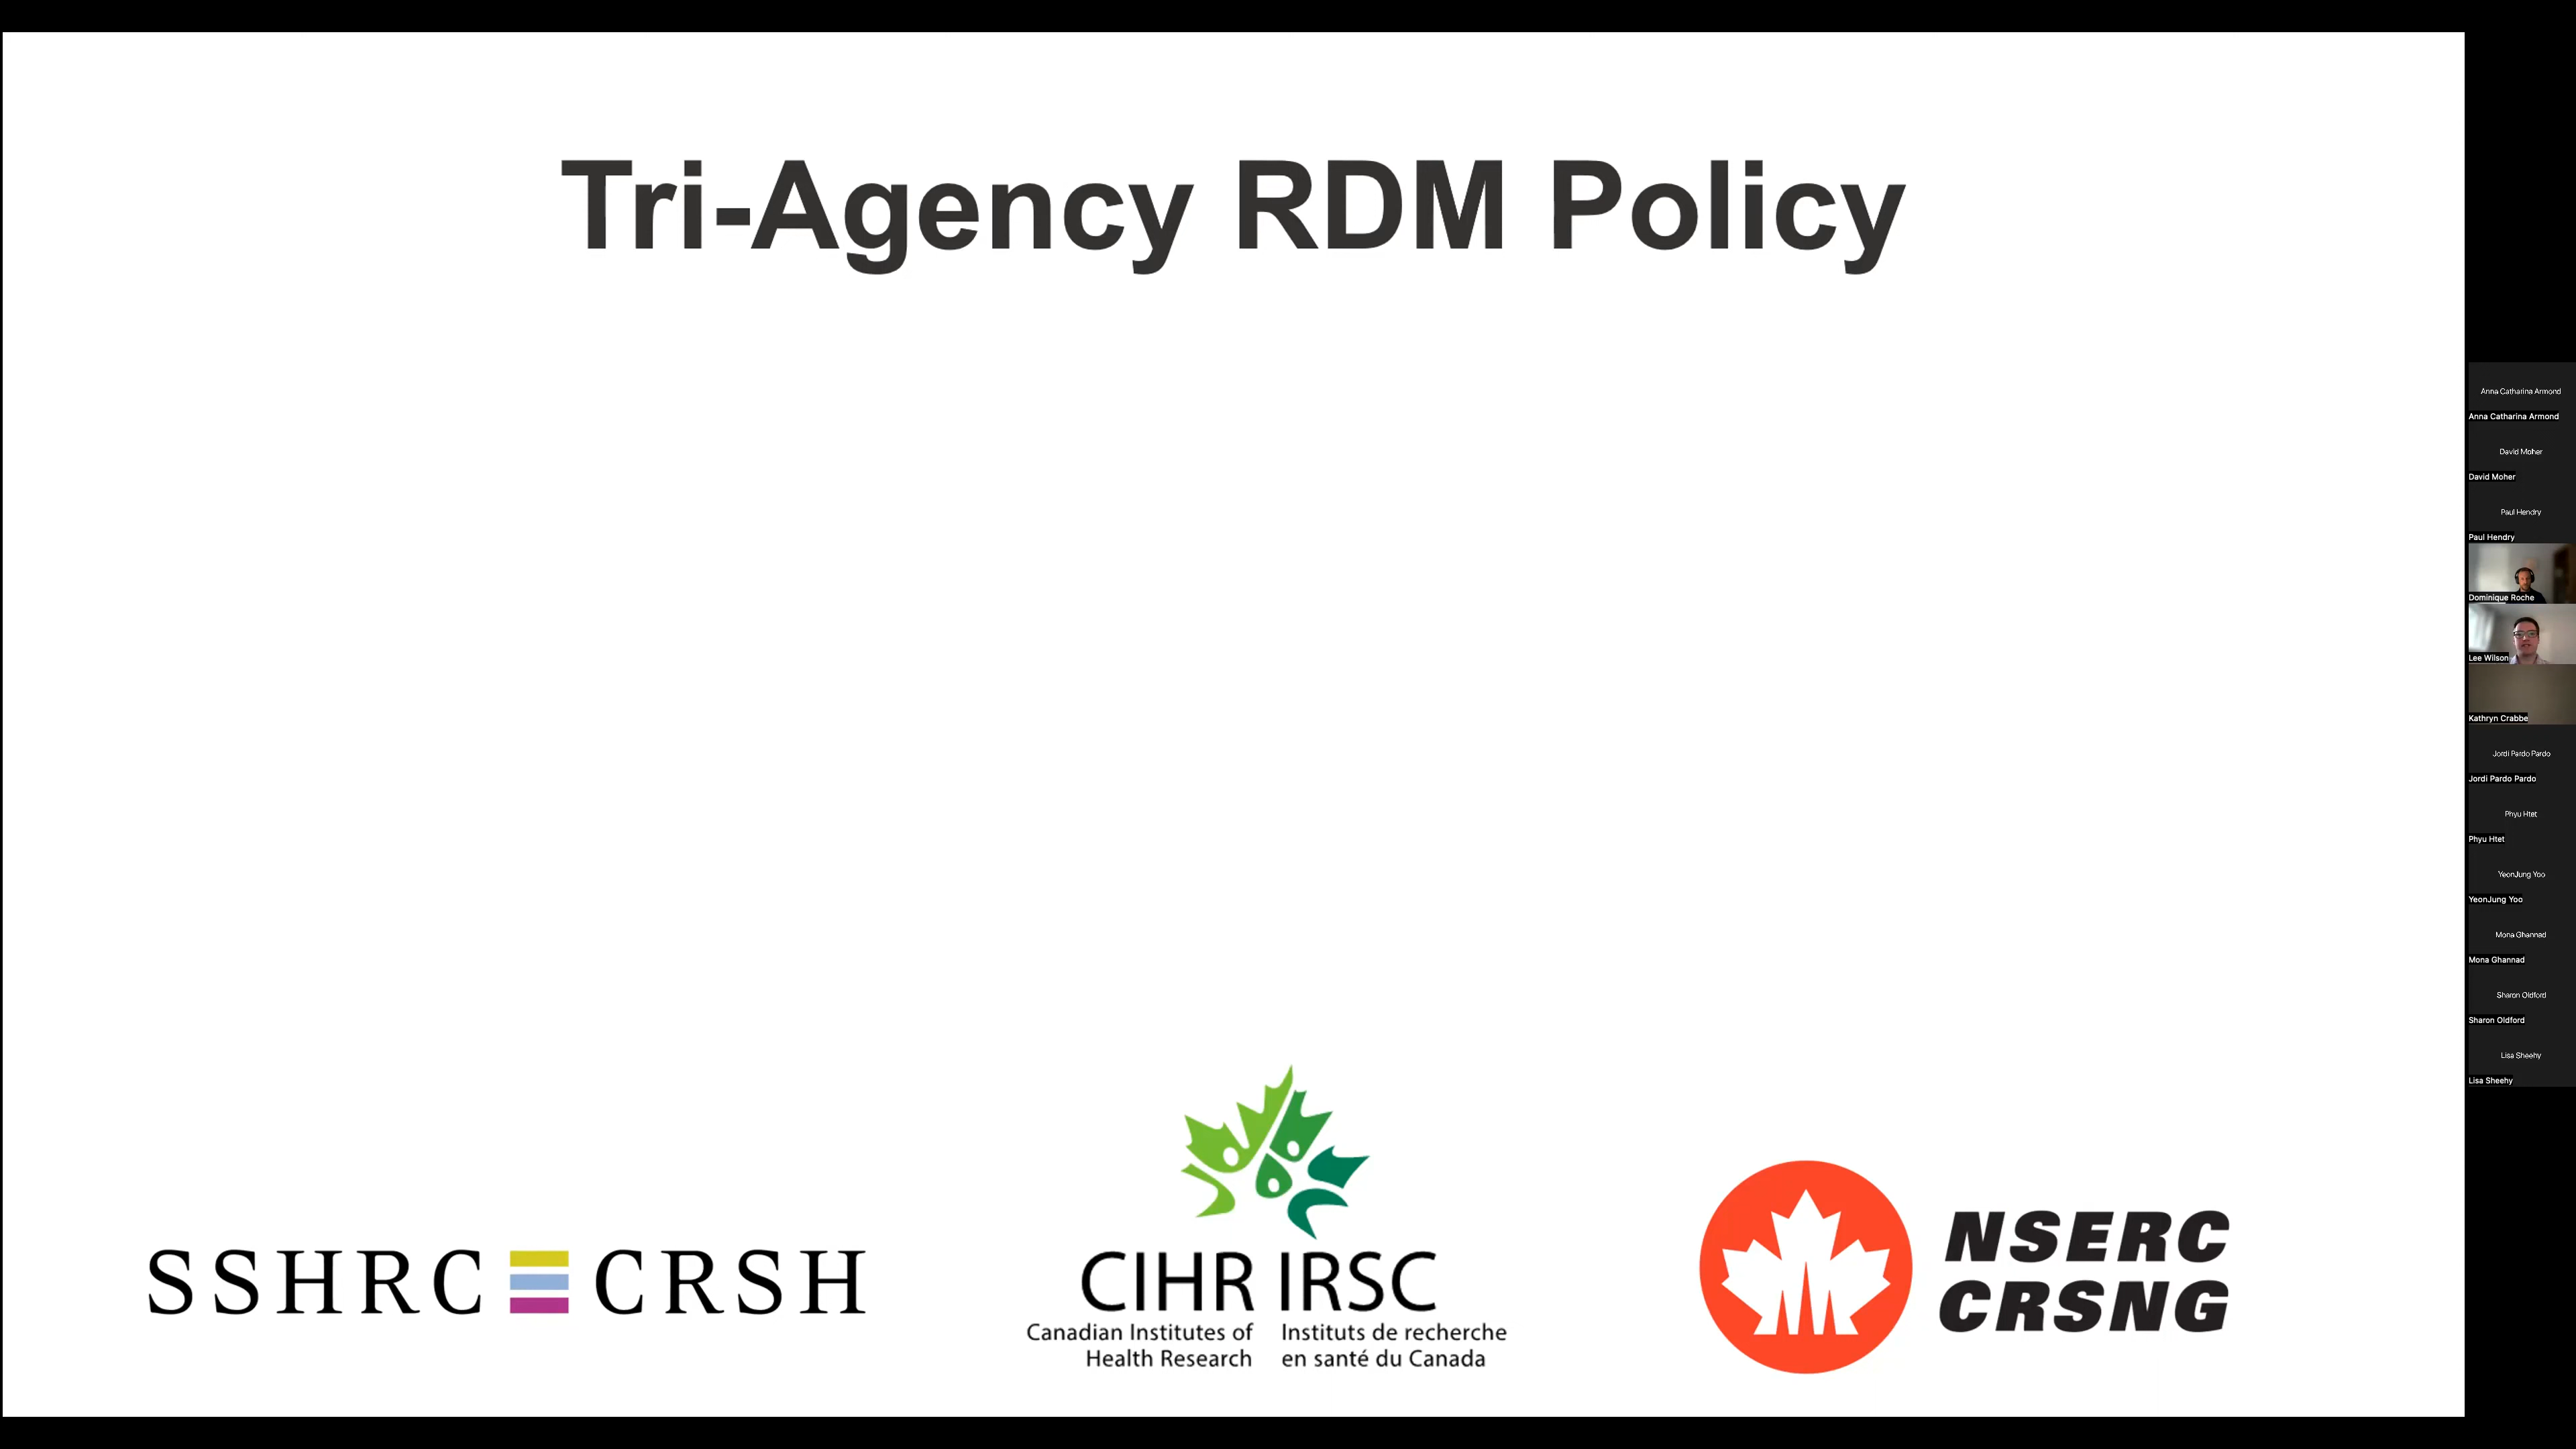 Tri-Agency RDM Policy
SSHRC CRSH
CIHR IRSC
Canadian Institutes of Health Research
Instituts de recherche en santé du Canada
NSERC
CRSNG
Anna Catharina Armond
Anna Catharina Armond
David Moher
David Moher
Paul Hendry
Paul Hendry
Dominique Roche
Lee Wilson
Kathryn Crabbe
Jordi Pardo Pardo
Jordi Pardo Pardo
Phyu Htet
Phyu Htet
YeonJung Yoo
YeonJung Yoo
Mona Ghannad
Mona Ghannad
Sharon Oldford
Sharon Oldford
Lisa Sheehy
Lisa Sheehy